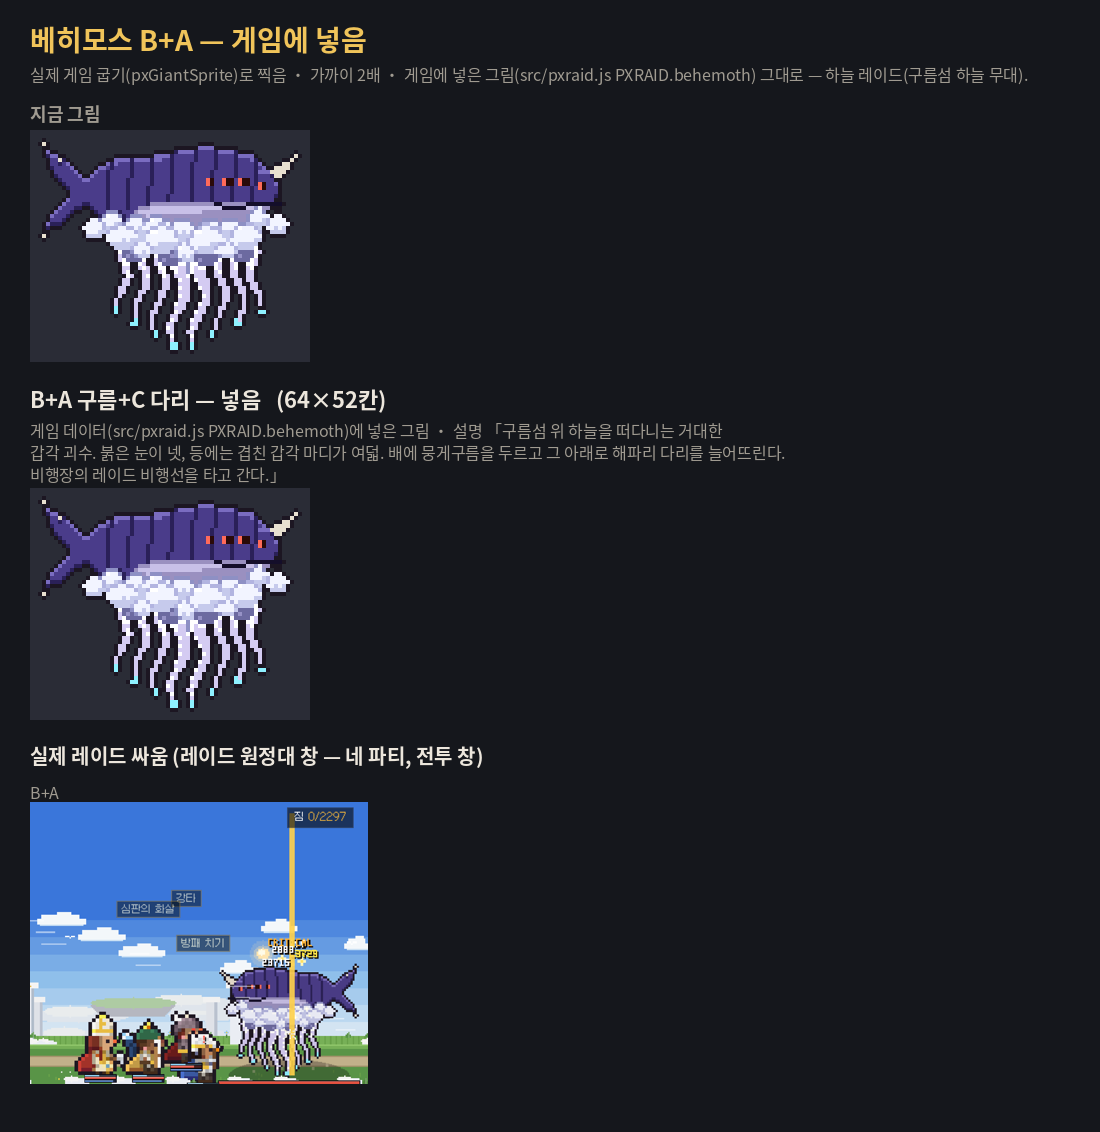 베히모스 B+A — 게임에 넣음
실제 게임 굽기(pxGiantSprite)로 찍음 · 가까이 2배 · 게임에 넣은 그림(src/pxraid.js PXRAID.behemoth) 그대로 — 하늘 레이드(구름섬 하늘 무대).
지금 그림
B+A 구름+C 다리 — 넣음 (64×52칸)
게임 데이터(src/pxraid.js PXRAID.behemoth)에 넣은 그림 · 설명 「구름섬 위 하늘을 떠다니는 거대한
갑각 괴수. 붉은 눈이 넷, 등에는 겹친 갑각 마디가 여덟. 배에 뭉게구름을 두르고 그 아래로 해파리 다리를 늘어뜨린다.
비행장의 레이드 비행선을 타고 간다.」
실제 레이드 싸움 (레이드 원정대 창 — 네 파티, 전투 창)
B+A
짐 0/2297
강타
심판의 화살
방패 치기
CRITICAL